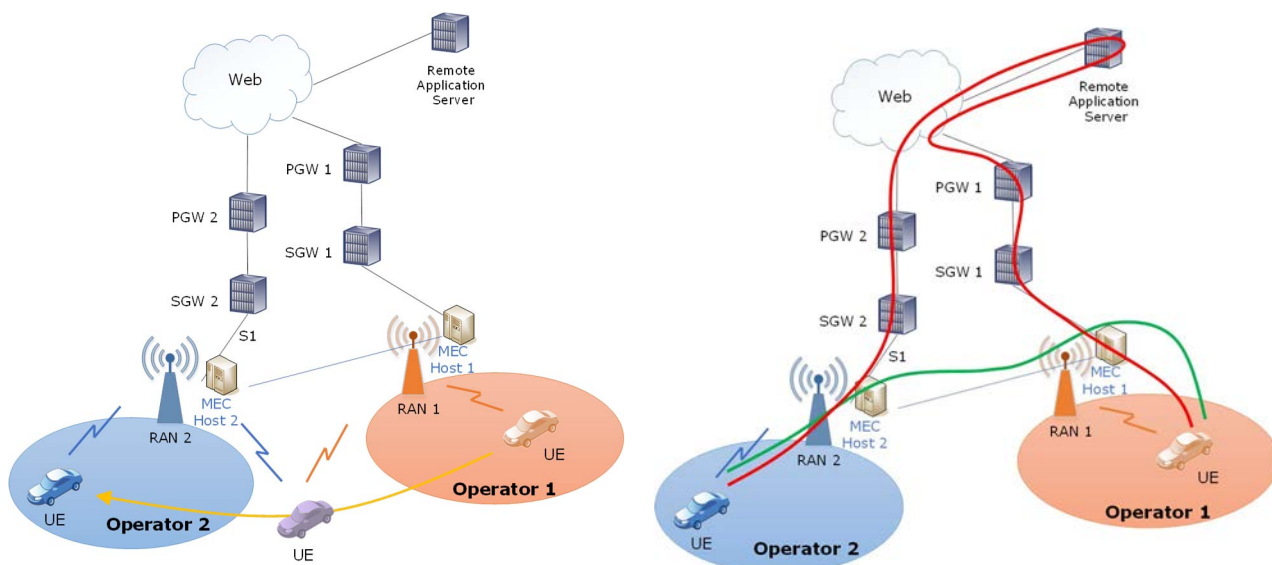 Web
Remote
Application
Server
PGW 1
PGW 2
SGW 1
SGW 2
S1
MEC
Host 1
MEC
Host 2
RAN 1
RAN 2
UE
Operator 1
UE
Operator 2
UE
Web
Remote
Application
Server
PGW 1
PGW 2
SGW 1
SGW 2
S1
MEC
Host 1
MEC
Host 2
RAN 1
RAN 2
UE
Operator 1
UE
Operator 2